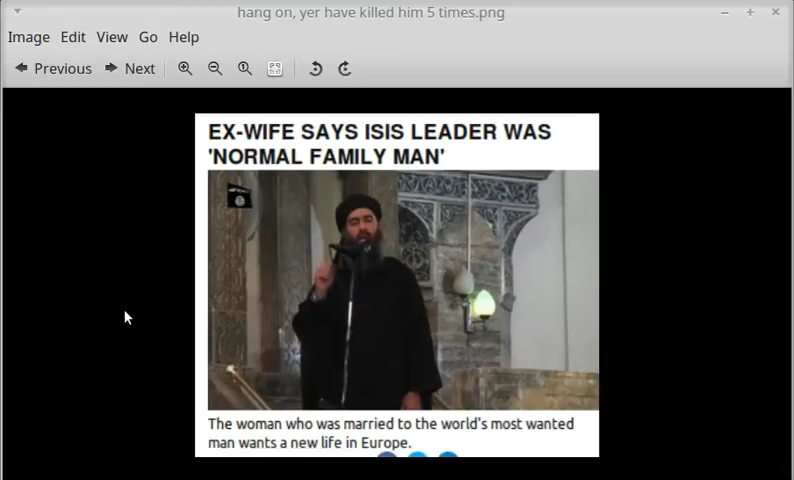 hang on, yer have killed him 5 times.png
Image Edit View Go Help
Previous Next
EX-WIFE SAYS ISIS LEADER WAS
'NORMAL FAMILY MAN'
The woman who was married to the world's most wanted
man wants a new life in Europe.